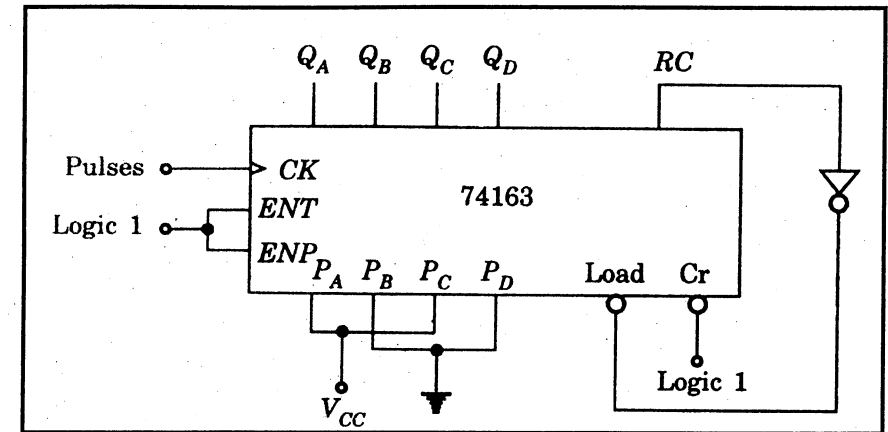 Q_A Q_B Q_C Q_D RC
Pulses CK
74163
Logic 1 ENT
ENP
P_A P_B P_C P_D Load Cr
Logic 1
V_CC